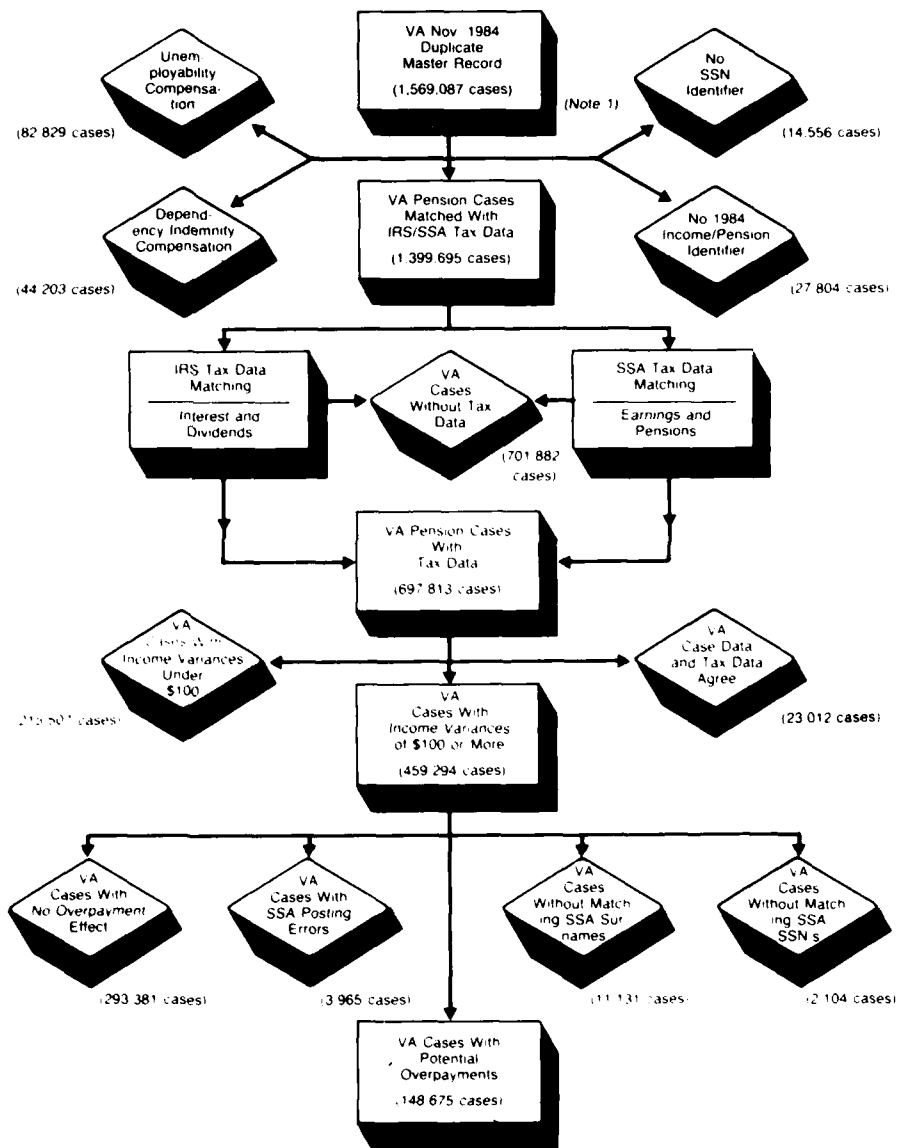 VA Nov. 1984
Duplicate
Master Record
(1,569.087 cases)
(Note 1)
Unem-
ployability
Compensa-
tion
(82 829 cases)
No
SSN
Identifier
(14.556 cases)
VA Pension Cases
Matched With
IRS/SSA Tax Data
(1.399.695 cases)
Depend-
ency Indemnity
Compensation
(44 203 cases)
No 1984
Income/Pension
Identifier
(27 804 cases)
IRS Tax Data
Matching
Interest and
Dividends
VA
Cases
Without Tax
Data
(701 882
cases)
SSA Tax Data
Matching
Earnings and
Pensions
VA Pension Cases
With
Tax Data
(697 813 cases)
VA
Cases With
Income Variances
Under
$100
cases)
VA
Case Data
and Tax Data
Agree
(23 012 cases)
VA
Cases With
Income Variances
of $100 or More
(459 294 cases)
VA
Cases With
No Overpayment
Effect
(293 381 cases)
VA
Cases With
SSA Posting
Errors
(3 965 cases)
VA
Cases
Without Match
ing SSA Sur
names
(11 131 cases)
VA
Cases
Without Match
ing SSA
SSN s
(2 104 cases)
VA Cases With
Potential
Overpayments
(148 675 cases)